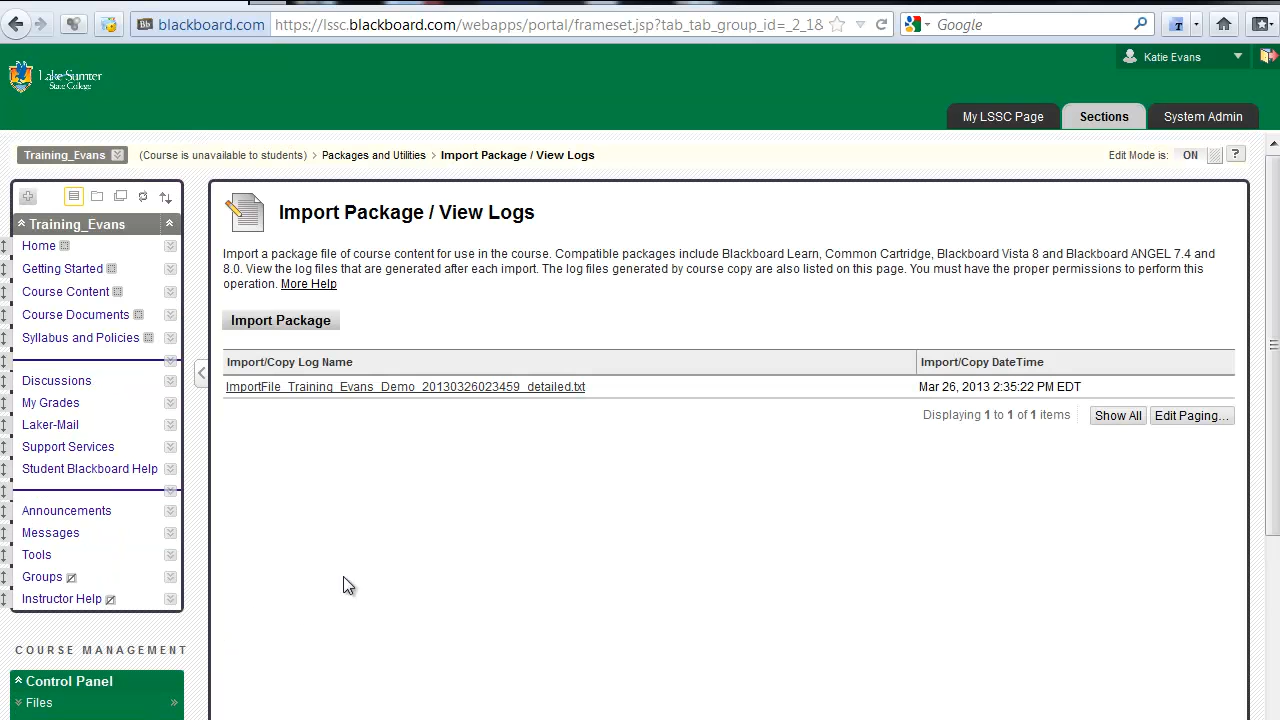 Bb blackboard.com https://lssc.blackboard.com/webapps/portal/frameset.jsp?tab_tab_group_id=_2_1& Google
Katie Evans
Lake-Sumter
State College
My LSSC Page Sections System Admin
Training_Evans (Course is unavailable to students) > Packages and Utilities > Import Package / View Logs Edit Mode is: ON ?
Training_Evans
Home
Getting Started
Course Content
Course Documents
Syllabus and Policies
Discussions
My Grades
Laker-Mail
Support Services
Student Blackboard Help
Announcements
Messages
Tools
Groups
Instructor Help
COURSE MANAGEMENT
Control Panel
Files
Import Package / View Logs
Import a package file of course content for use in the course. Compatible packages include Blackboard Learn, Common Cartridge, Blackboard Vista 8 and Blackboard ANGEL 7.4 and
8.0. View the log files that are generated after each import. The log files generated by course copy are also listed on this page. You must have the proper permissions to perform this
operation. More Help
Import Package
Import/Copy Log Name Import/Copy DateTime
ImportFile_Training_Evans_Demo_20130326023459_detailed.txt Mar 26, 2013 2:35:22 PM EDT
Displaying 1 to 1 of 1 items Show All Edit Paging...